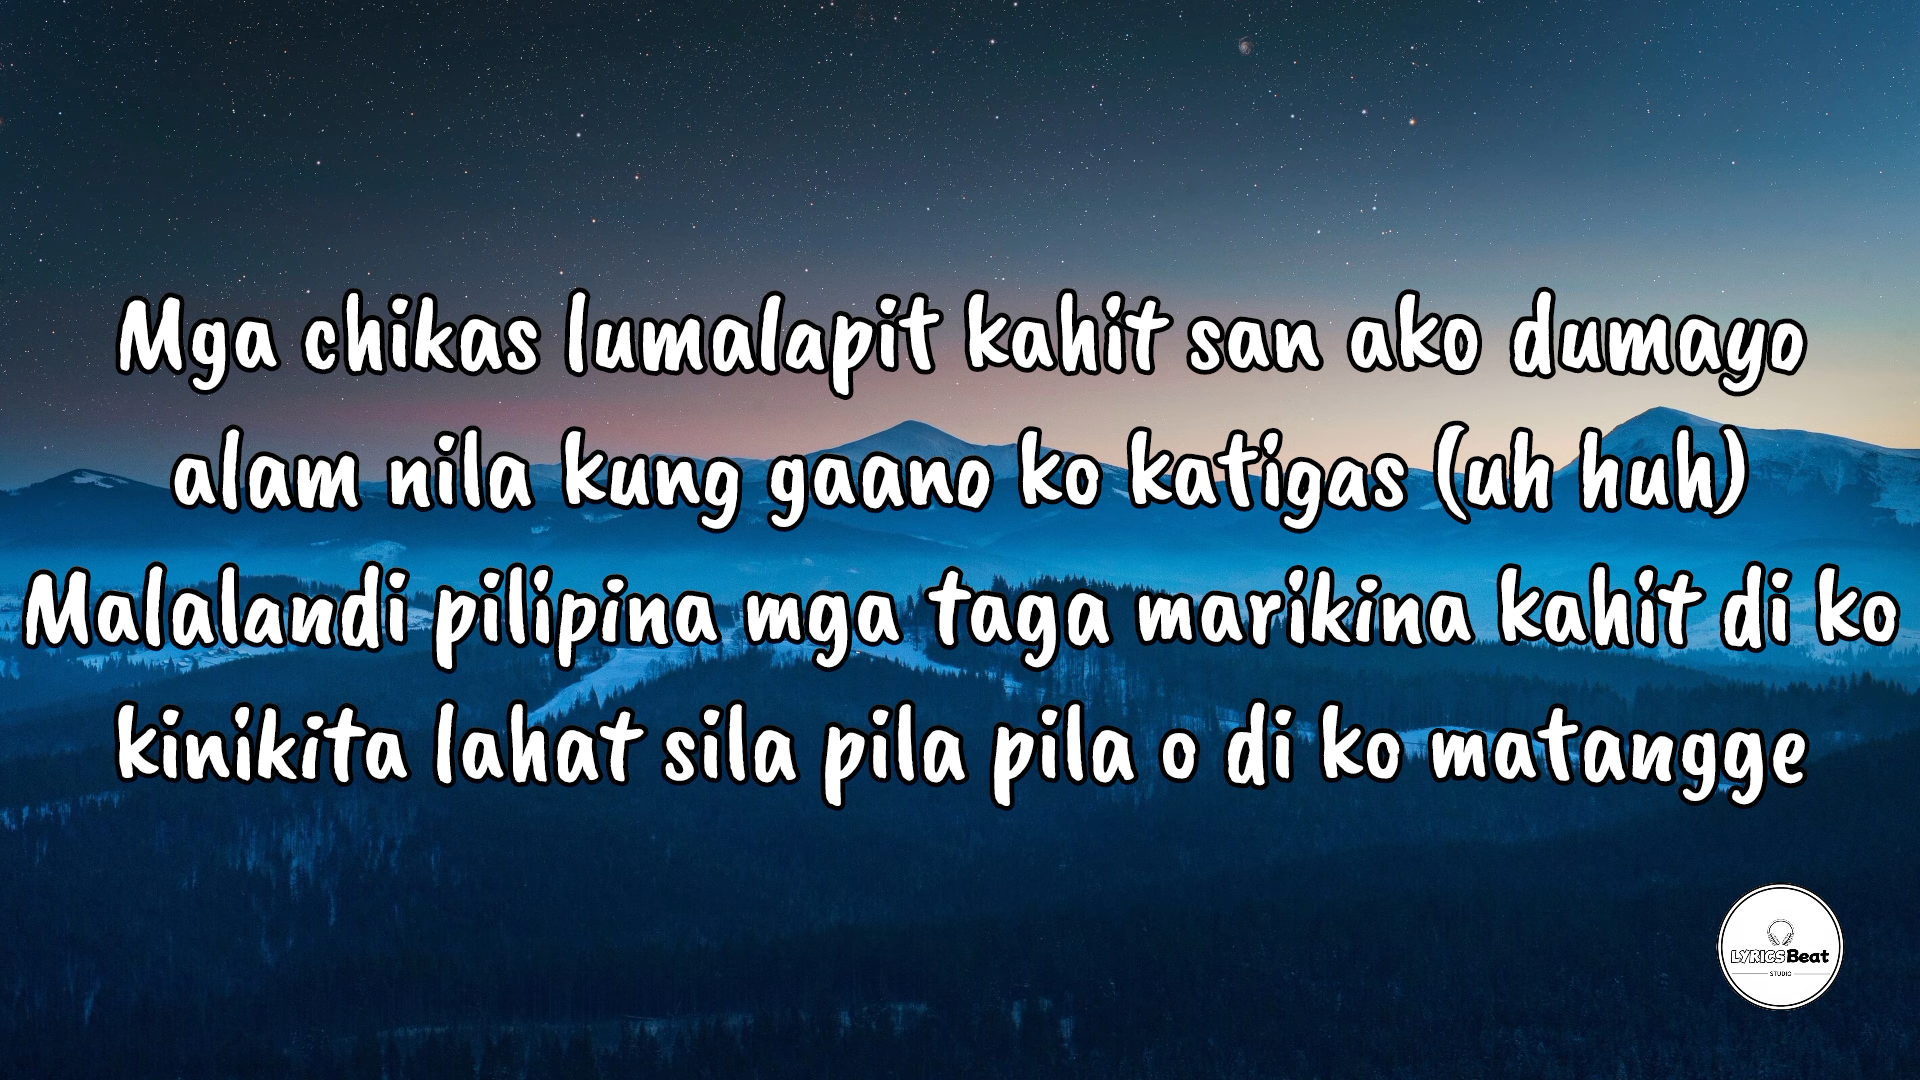 Mga chikas lumalapit kahit san ako dumayo
alam nila kung gaano ko katigas (uh huh)
Malalandi pilipina mga taga marikina kahit di ko
kinikita lahat sila pila pila o di ko matangge
LYRICSBeat
STUDIO